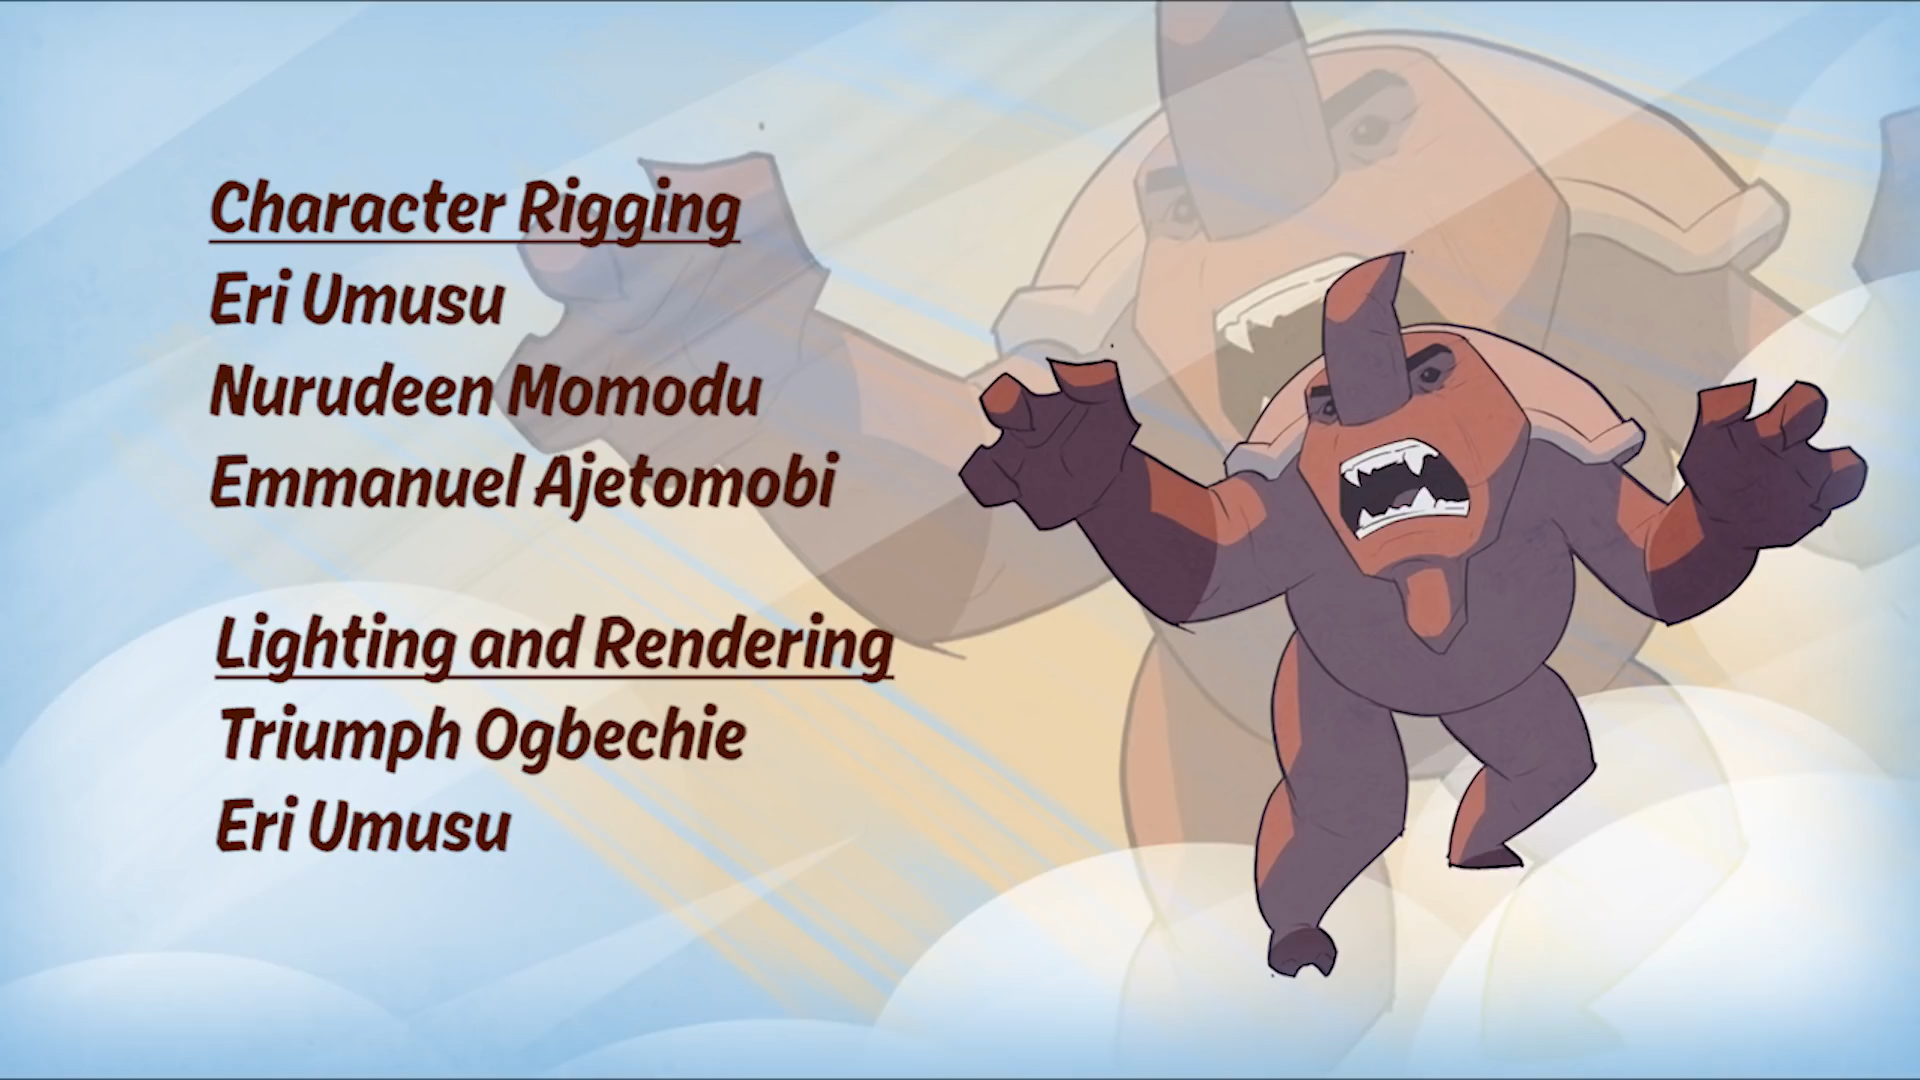 Character Rigging
Eri Umusu
Nurudeen Momodu
Emmanuel Ajetomobi
Lighting and Rendering
Triumph Ogbechie
Eri Umusu